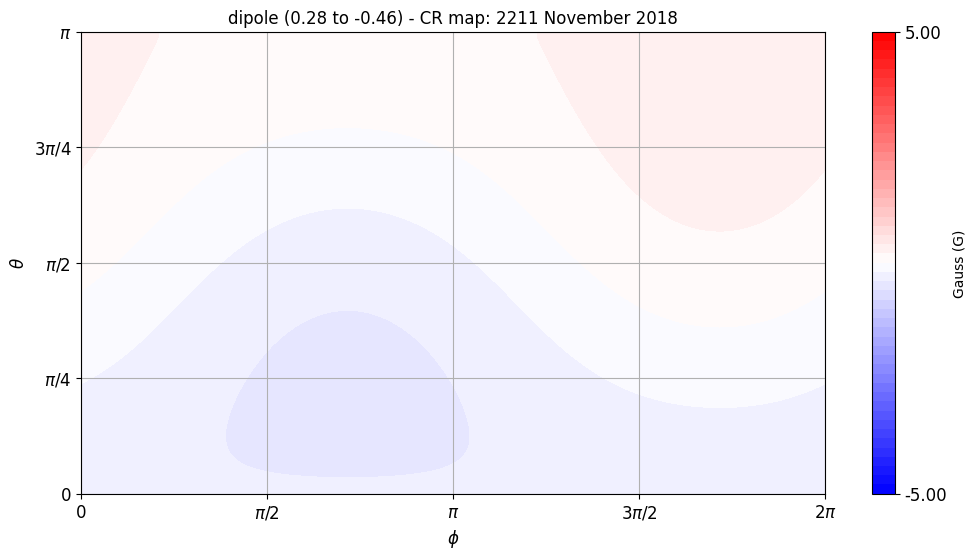 dipole (0.28 to -0.46) - CR map: 2211 November 2018
π
3π/4
π/2
π/4
0
θ
0
π/2
π
3π/2
2π
ϕ
5.00
-5.00
Gauss (G)